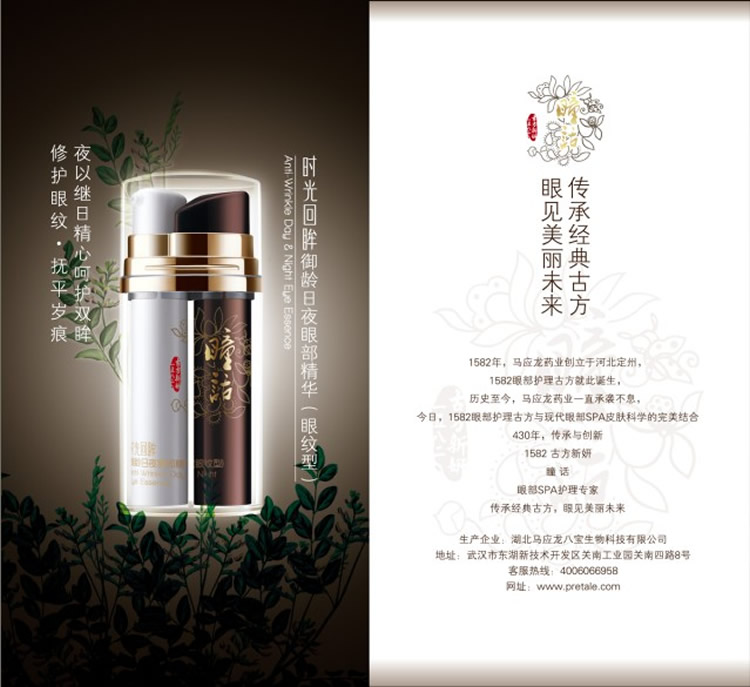 夜以继日精心呵护双眸
修护眼纹·抚平岁痕
时光回眸御龄日夜眼部精华（眼纹型）
Anti-Wrinkle Day & Night Eye Essence
瞳话
时光回眸
瞳话
传承经典古方
眼见美丽未来
1582年，马应龙药业创立于河北定州，
1582眼部护理古方就此诞生，
历史至今，马应龙药业一直承袭不息，
今日，1582眼部护理古方与现代眼部SPA皮肤科学的完美结合
430年，传承与创新
1582 古方新妍
瞳 话
眼部SPA护理专家
传承经典古方，眼见美丽未来
生产企业：湖北马应龙八宝生物科技有限公司
地址：武汉市东湖新技术开发区关南工业园关南四路8号
客服热线：4006066958
网址：www.pretale.com